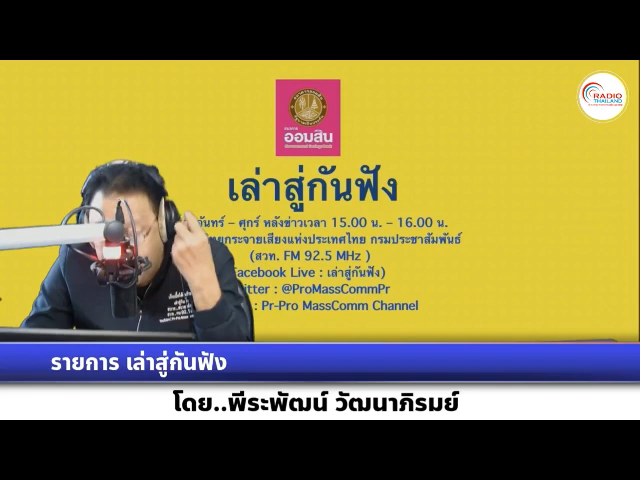 RADIO
THAILAND
ธนาคาร
ออมสิน
เล่าสู่กันฟัง
จันทร์ – ศุกร์ หลังข่าวเวลา 15.00 น. – 16.00 น.
กระจายเสียงแห่งประเทศไทย กรมประชาสัมพันธ์
(สวท. FM 92.5 MHz )
Facebook Live : เล่าสู่กันฟัง)
itter : @ProMassCommPr
: Pr-Pro MassComm Channel
รายการ เล่าสู่กันฟัง
โดย..พีระพัฒน์ วัฒนาภิรมย์